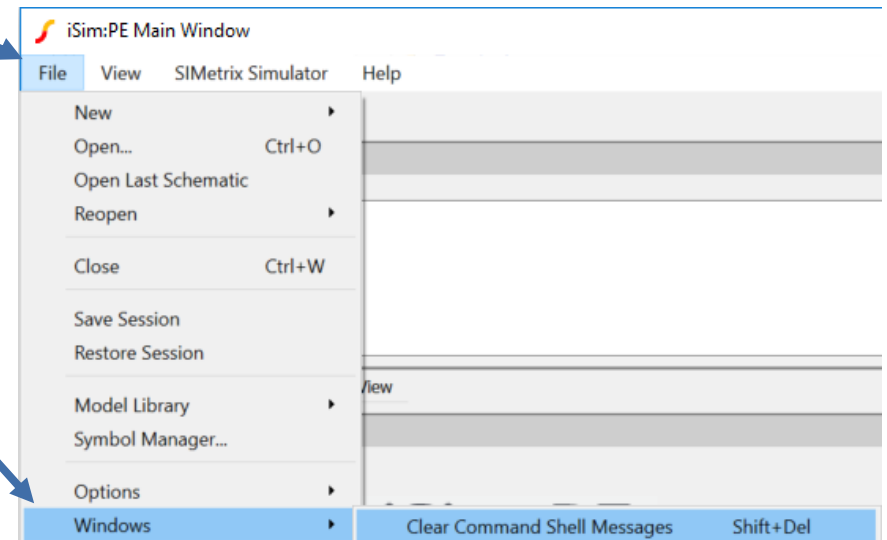 iSim:PE Main Window
File View SIMetrix Simulator Help
New
Open... Ctrl+O
Open Last Schematic
Reopen
Close Ctrl+W
Save Session
Restore Session
Model Library
Symbol Manager...
Options
Windows
Clear Command Shell Messages Shift+Del